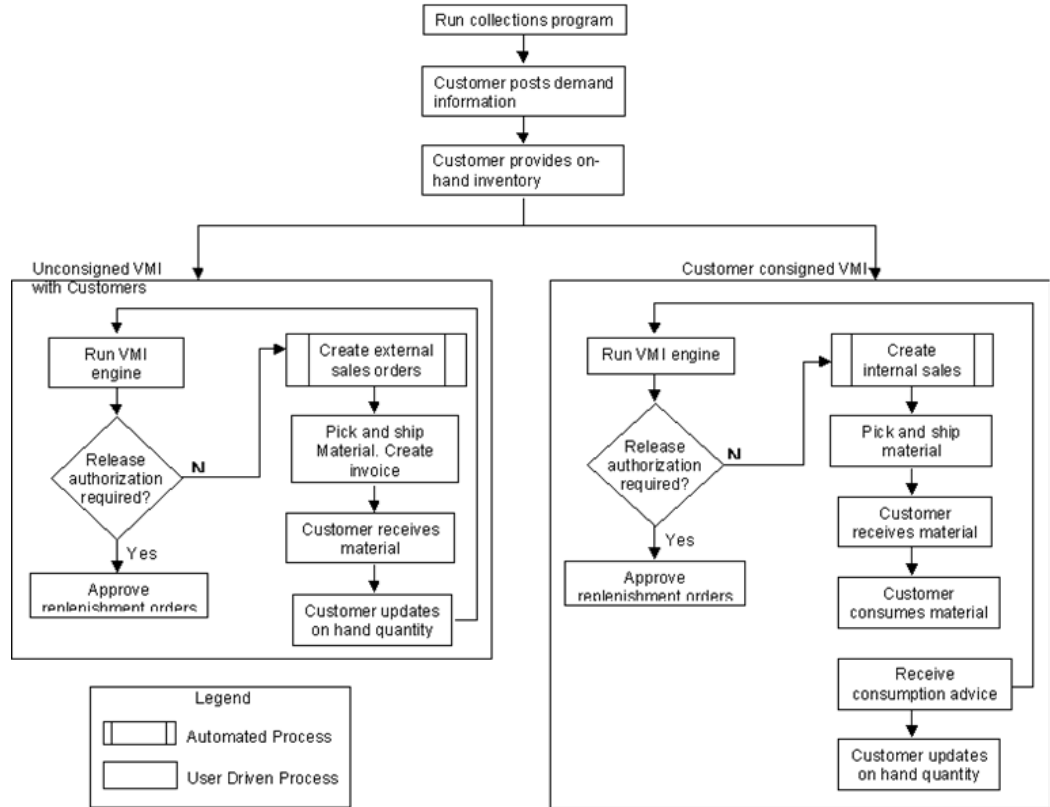 Run collections program
Customer posts demand
information
Customer provides on-
hand inventory
Unconsigned VMI
with Customers
Run VMI
engine
Release
authorization
required?
N
Yes
Approve
replenishment orders
Create external
sales orders
Pick and ship
Material. Create
invoice
Customer receives
material
Customer updates
on hand quantity
Customer consigned VMI
Run VMI engine
Release
authorization
required?
N
Yes
Approve
replenishment orders
Create
internal sales
Pick and ship
material
Customer
receives material
Customer
consumes material
Receive
consumption advice
Customer updates
on hand quantity
Legend
Automated Process
User Driven Process